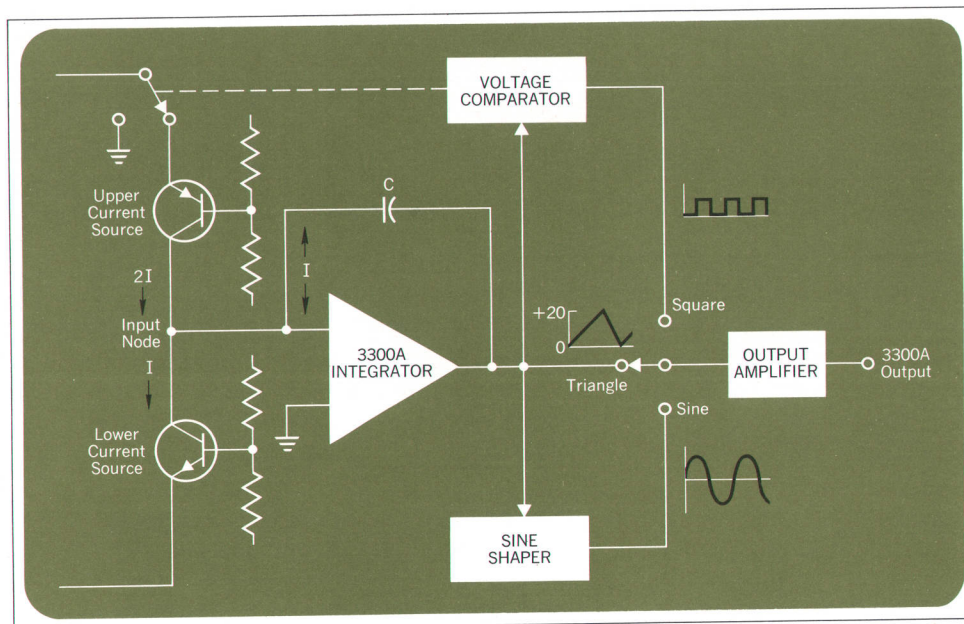 VOLTAGE
COMPARATOR
C
Upper
Current
Source
2I
I
Input
Node
I
3300A
INTEGRATOR
+20
0
Triangle
Square
OUTPUT
AMPLIFIER
3300A
Output
Sine
Lower
Current
Source
SINE
SHAPER